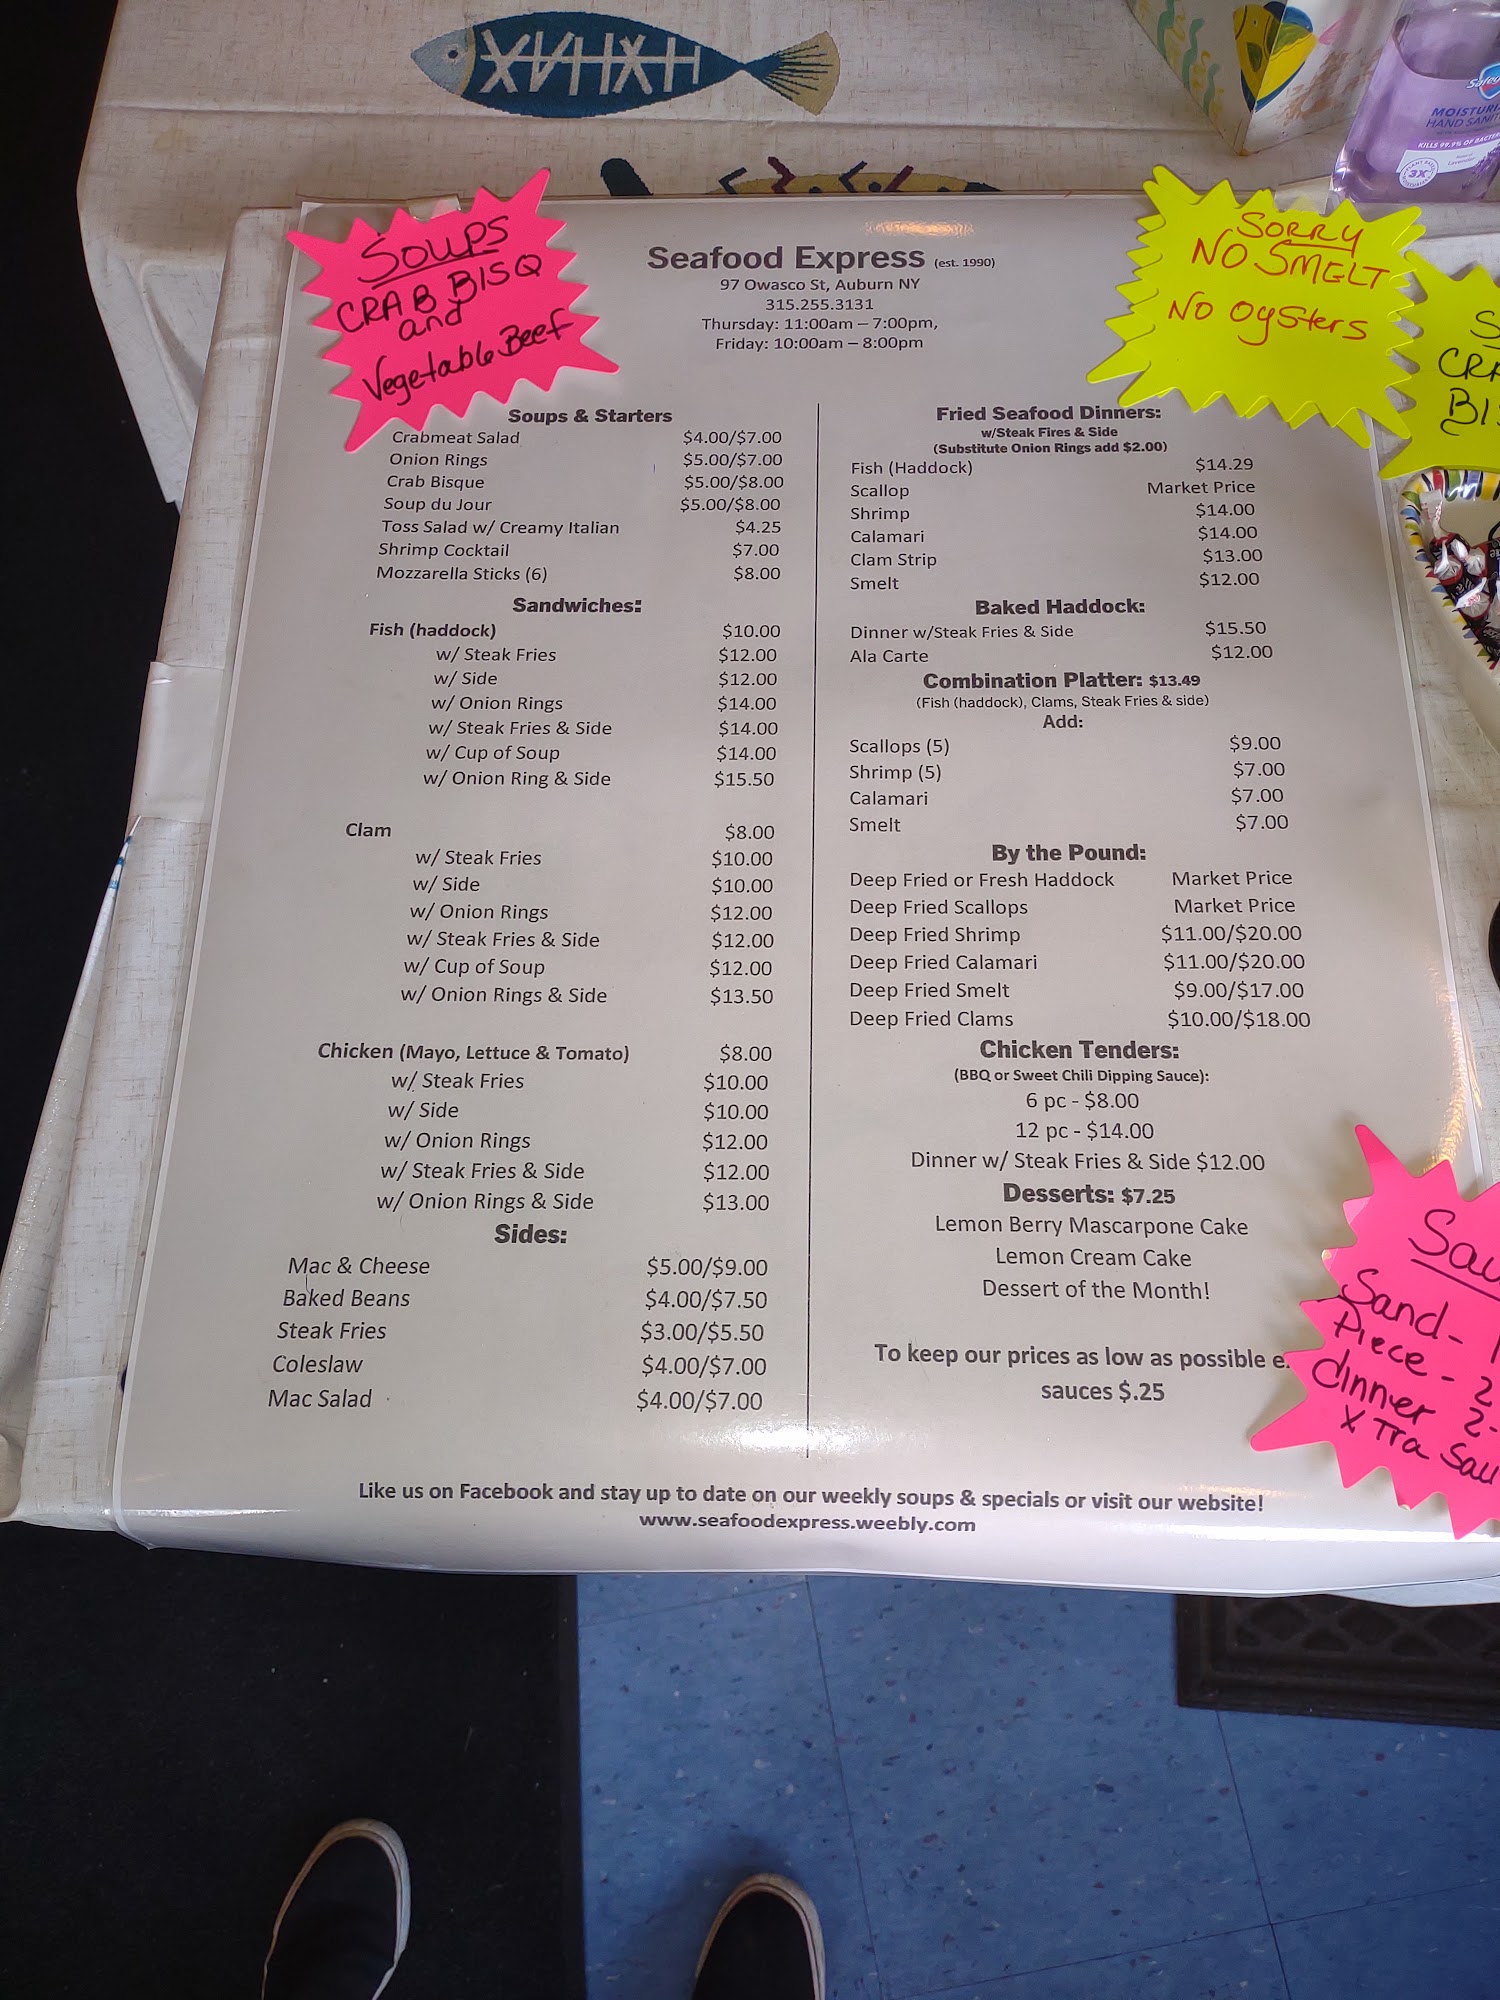 MOISTURI
HAND SANI
KILLS 99.9% OF BACTER
3X
SOUPS
CRAB BISQ
and
Vegetable Beef
SORRY
NO SMELT
NO Oysters
Seafood Express (est. 1990)
97 Owasco St, Auburn NY
315.255.3131
Thursday: 11:00am – 7:00pm,
Friday: 10:00am – 8:00pm
Soups & Starters
Crabmeat Salad $4.00/$7.00
Onion Rings $5.00/$7.00
Crab Bisque $5.00/$8.00
Soup du Jour $5.00/$8.00
Toss Salad w/ Creamy Italian $4.25
Shrimp Cocktail $7.00
Mozzarella Sticks (6) $8.00
Sandwiches:
Fish (haddock) $10.00
w/ Steak Fries $12.00
w/ Side $12.00
w/ Onion Rings $14.00
w/ Steak Fries & Side $14.00
w/ Cup of Soup $14.00
w/ Onion Ring & Side $15.50
Clam $8.00
w/ Steak Fries $10.00
w/ Side $10.00
w/ Onion Rings $12.00
w/ Steak Fries & Side $12.00
w/ Cup of Soup $12.00
w/ Onion Rings & Side $13.50
Chicken (Mayo, Lettuce & Tomato) $8.00
w/ Steak Fries $10.00
w/ Side $10.00
w/ Onion Rings $12.00
w/ Steak Fries & Side $12.00
w/ Onion Rings & Side $13.00
Sides:
Mac & Cheese $5.00/$9.00
Baked Beans $4.00/$7.50
Steak Fries $3.00/$5.50
Coleslaw $4.00/$7.00
Mac Salad $4.00/$7.00
Fried Seafood Dinners:
w/Steak Fires & Side
(Substitute Onion Rings add $2.00)
Fish (Haddock) $14.29
Scallop Market Price
Shrimp $14.00
Calamari $14.00
Clam Strip $13.00
Smelt $12.00
Baked Haddock:
Dinner w/Steak Fries & Side $15.50
Ala Carte $12.00
Combination Platter: $13.49
(Fish (haddock), Clams, Steak Fries & side)
Add:
Scallops (5) $9.00
Shrimp (5) $7.00
Calamari $7.00
Smelt $7.00
By the Pound:
Deep Fried or Fresh Haddock Market Price
Deep Fried Scallops Market Price
Deep Fried Shrimp $11.00/$20.00
Deep Fried Calamari $11.00/$20.00
Deep Fried Smelt $9.00/$17.00
Deep Fried Clams $10.00/$18.00
Chicken Tenders:
(BBQ or Sweet Chili Dipping Sauce):
6 pc - $8.00
12 pc - $14.00
Dinner w/ Steak Fries & Side $12.00
Desserts: $7.25
Lemon Berry Mascarpone Cake
Lemon Cream Cake
Dessert of the Month!
To keep our prices as low as possible e
sauces $.25
S
CRA
BIS
Sau
Sand-
Piece - 2
dinner 2-
X Tra Sau
Like us on Facebook and stay up to date on our weekly soups & specials or visit our website!
www.seafoodexpress.weebly.com